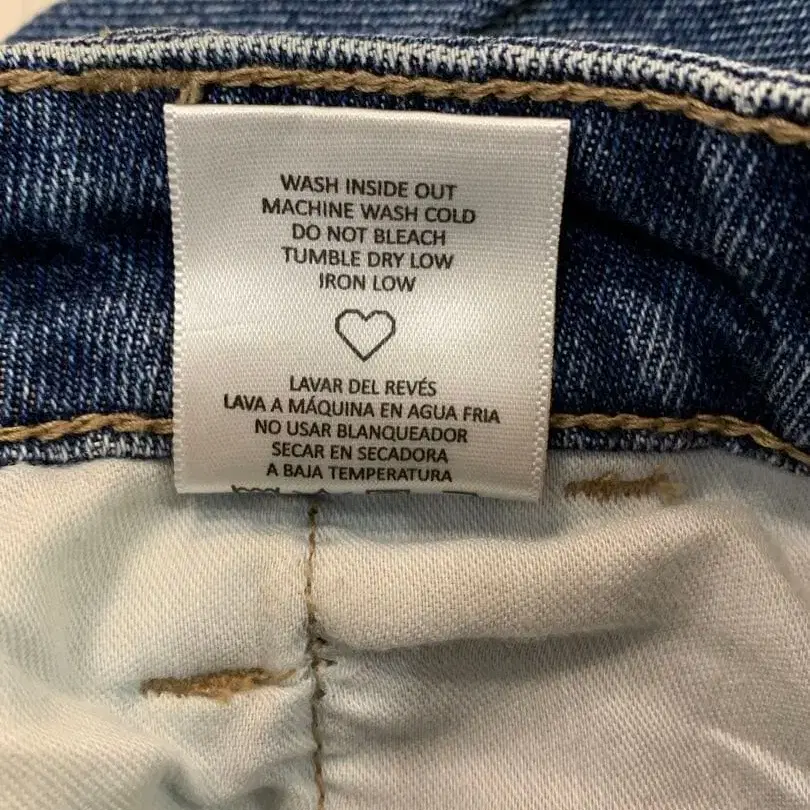 WASH INSIDE OUT
MACHINE WASH COLD
DO NOT BLEACH
TUMBLE DRY LOW
IRON LOW
LAVAR DEL REVÉS
LAVA A MÁQUINA EN AGUA FRIA
NO USAR BLANQUEADOR
SECAR EN SECADORA
A BAJA TEMPERATURA